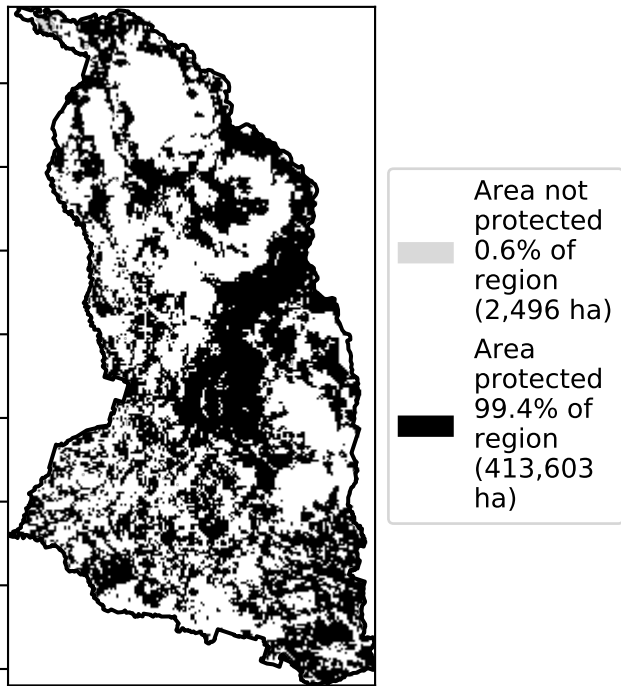 Area not
protected
0.6% of
region
(2,496 ha)
Area
protected
99.4% of
region
(413,603
ha)